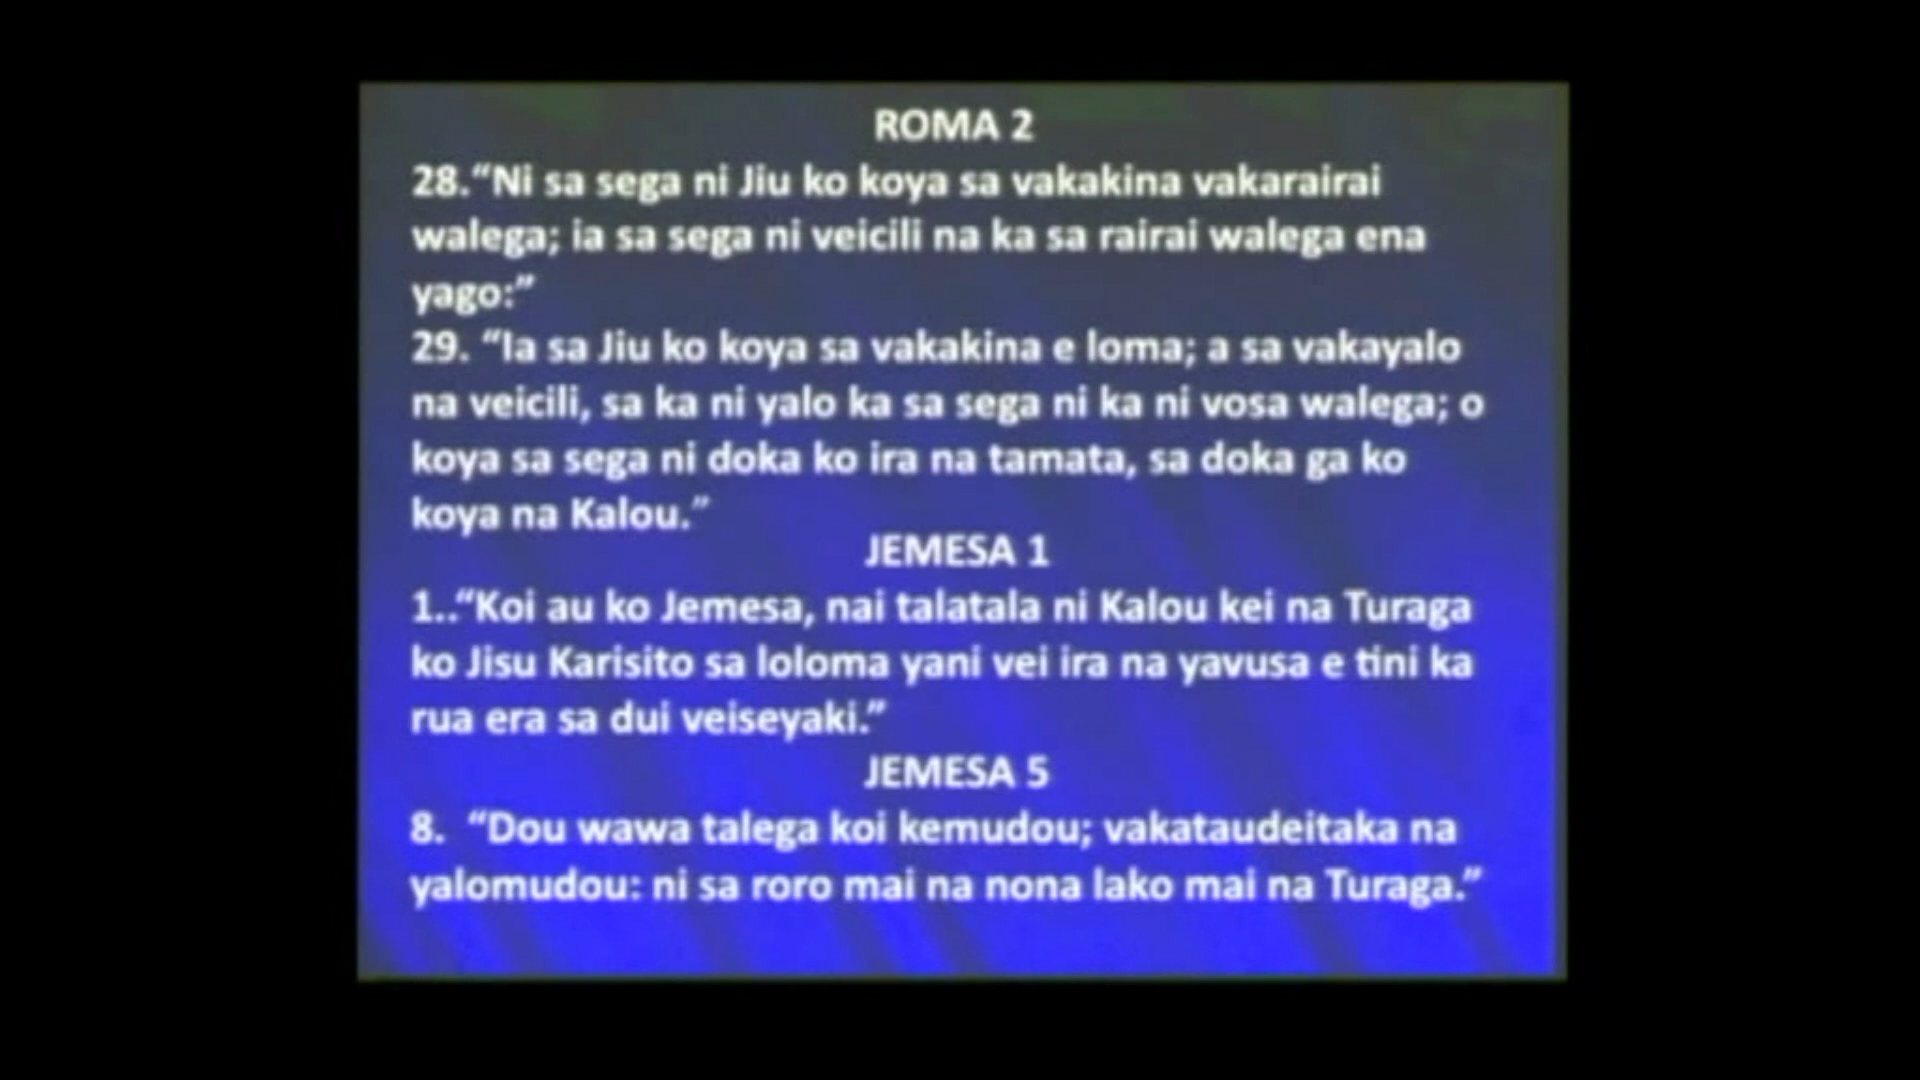 ROMA 2
28.“Ni sa sega ni Jiu ko koya sa vakakina vakarairai
walega; ia sa sega ni veicili na ka sa rairai walega ena
yago:”
29. “Ia sa Jiu ko koya sa vakakina e loma; a sa vakayalo
na veicili, sa ka ni yalo ka sa sega ni ka ni vosa walega; o
koya sa sega ni doka ko ira na tamata, sa doka ga ko
koya na Kalou.”
JEMESA 1
1..“Koi au ko Jemesa, nai talatala ni Kalou kei na Turaga
ko Jisu Karisito sa loloma yani vei ira na yavusa e tini ka
rua era sa dui veiseyaki.”
JEMESA 5
8.  “Dou wawa talega koi kemudou; vakataudeitaka na
yalomudou: ni sa roro mai na nona lako mai na Turaga.”